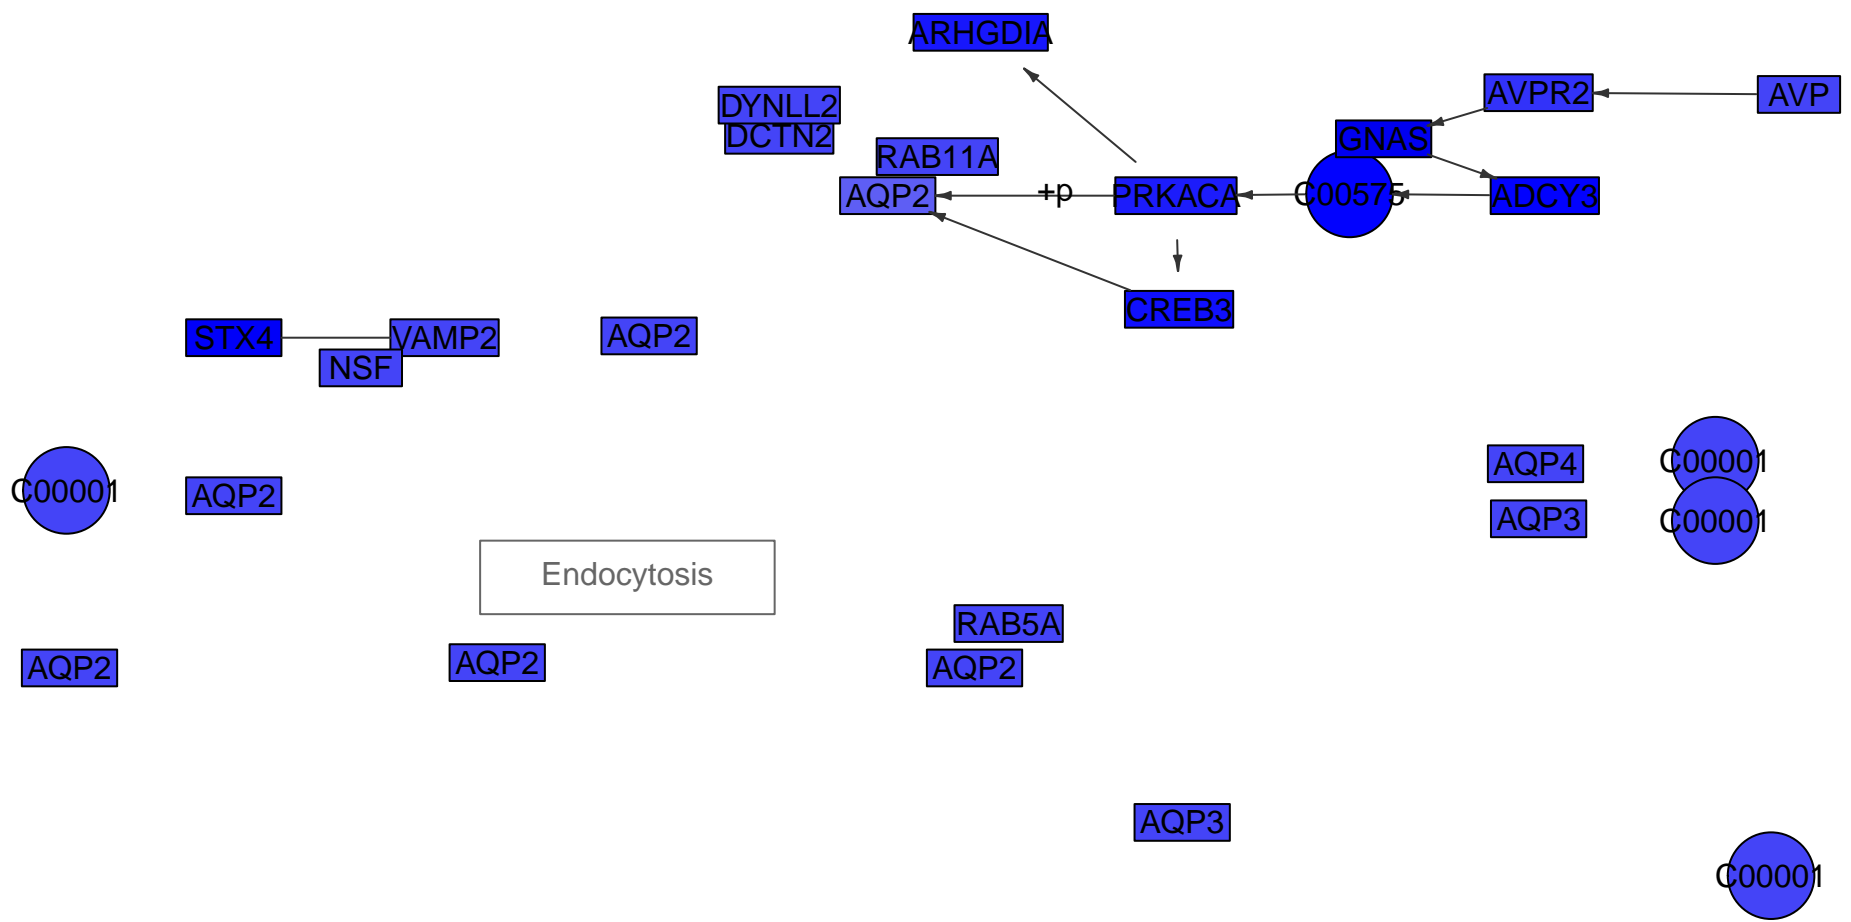 ARHGDIA
AVPR2
AVP
DYNLL2
DCTN2
GNAS
RAB11A
AQP2
+p
PRKACA
C00575
ADCY3
CREB3
STX4
VAMP2
AQP2
NSF
C00001
AQP2
AQP4
C00001
AQP3
C00001
Endocytosis
RAB5A
AQP2
AQP2
AQP2
AQP3
C00001